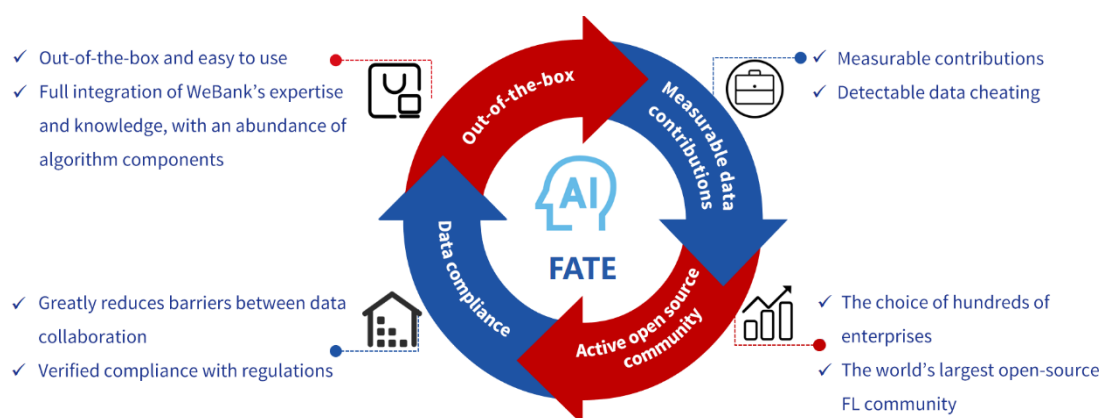 Out-of-the-box and easy to use
Full integration of WeBank's expertise
and knowledge, with an abundance of
algorithm components
Out-of-the-box
Measurable data
contributions
Measurable contributions
Detectable data cheating
AI
FATE
Data compliance
Active open source
community
Greatly reduces barriers between data
collaboration
Verified compliance with regulations
The choice of hundreds of
enterprises
The world's largest open-source
FL community